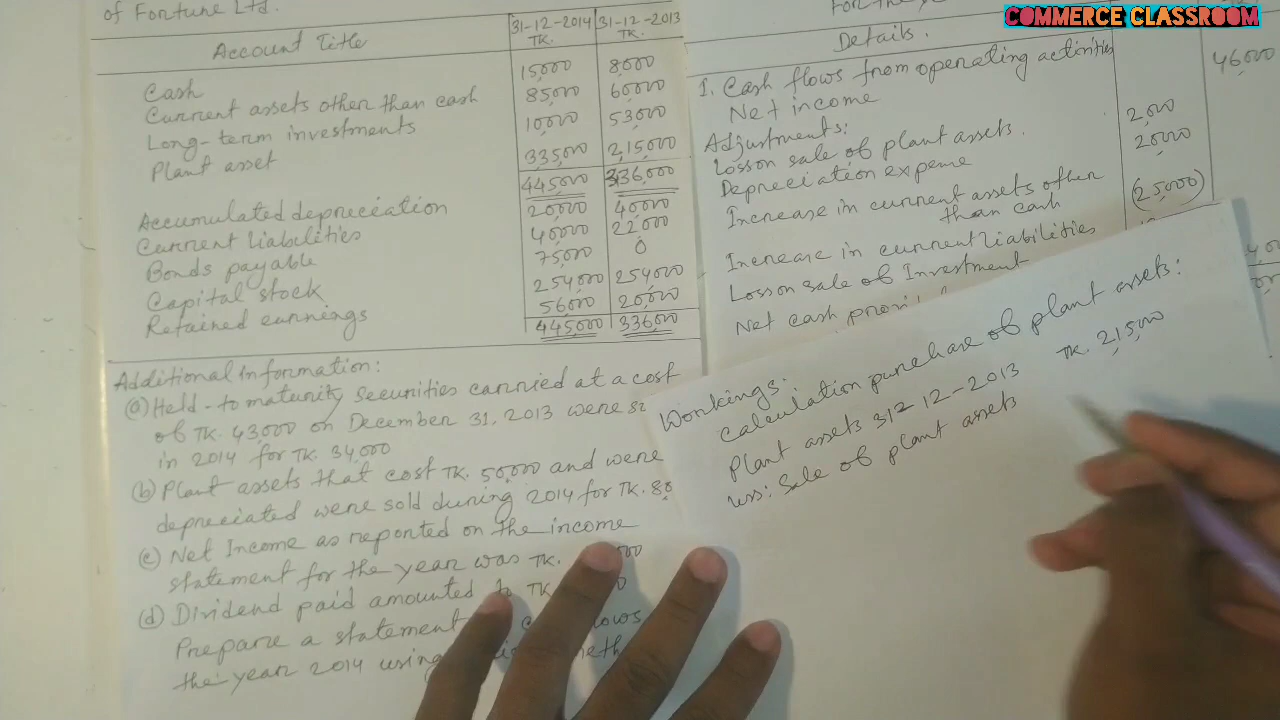 COMMERCE CLASSROOM
of Fortune Ltd.
Account Title 31-12-2014 TK. 31-12-2013 TK.
Cash 15,000 8,000
Current assets other than cash 85,000 60,000
Long-term investments 10,000 53,000
Plant asset 335,000 2,15,000
445,000 336,000
Accumulated depreciation 20,000 40,000
Current liabilities 40,000 22,000
Bonds payable 75,000 0
Capital stock 254,000 254,000
Retained earnings 56,000 20,000
445,000 336,000
Additional information:
(a) Held-to maturity securities carried at a cost
of TK. 43,000 on December 31, 2013 were
in 2014 for TK. 34,000
(b) Plant assets that cost TK. 50,000 and were
depreciated were sold during 2014 for TK.
(c) Net Income as reported on the income
statement for the year was TK.
(d) Dividend paid amounted to TK
Prepare a statement
the year 2014 using
For the
Details.
1. Cash flows from operating activities
Net income 46,000
Adjustments:
Loss on sale of plant assets. 2,000
Depreciation expense 20,000
Increase in current assets other
than cash (25,000)
Increase in current liabilities
Loss on sale of Investment
Net cash
Workings:
Calculation purchase of plant assets:
Plant assets 312 12-2013 TK. 2,15,000
Less: Sale of plant assets